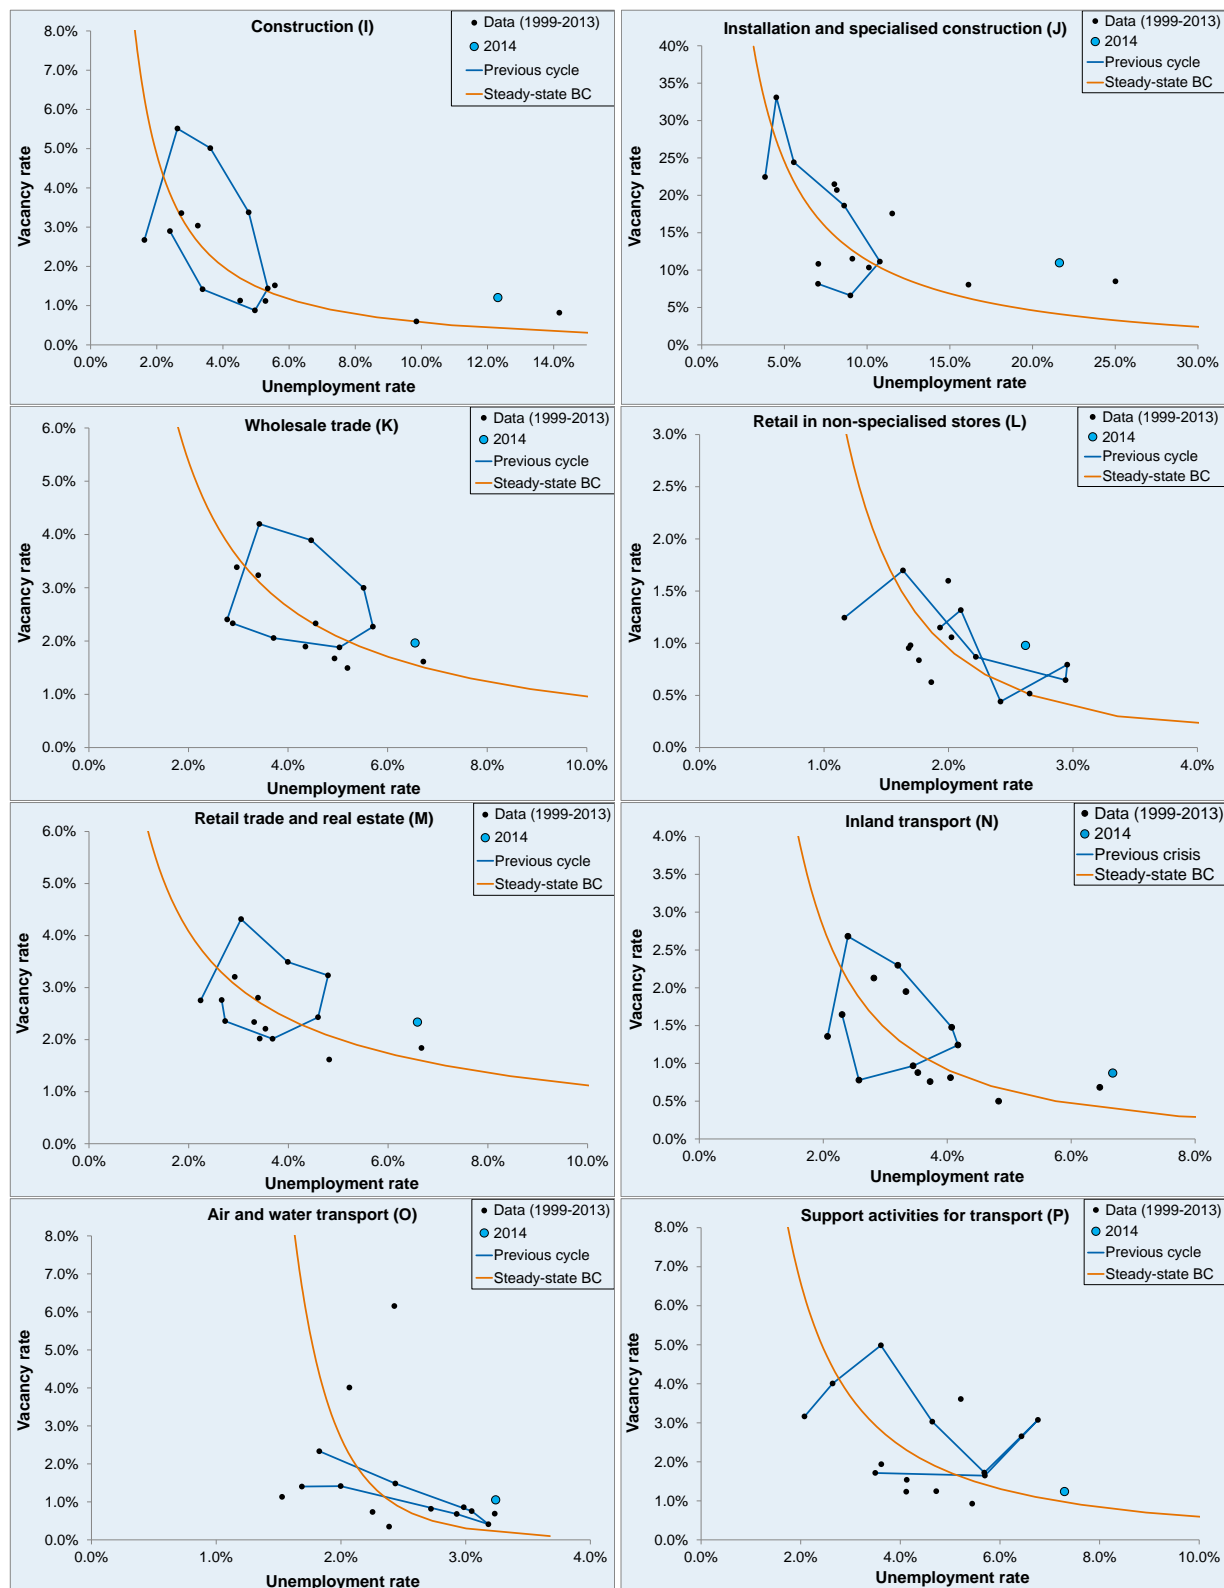 Construction (I)
Data (1999-2013)
2014
Previous cycle
Steady-state BC
8.0%
7.0%
6.0%
5.0%
4.0%
3.0%
2.0%
1.0%
0.0%
Vacancy rate
0.0% 2.0% 4.0% 6.0% 8.0% 10.0% 12.0% 14.0%
Unemployment rate
Installation and specialised construction (J)
Data (1999-2013)
2014
Previous cycle
Steady-state BC
40%
35%
30%
25%
20%
15%
10%
5%
0%
Vacancy rate
0.0% 5.0% 10.0% 15.0% 20.0% 25.0% 30.0%
Unemployment rate
Wholesale trade (K)
Data (1999-2013)
2014
Previous cycle
Steady-state BC
6.0%
5.0%
4.0%
3.0%
2.0%
1.0%
0.0%
Vacancy rate
0.0% 2.0% 4.0% 6.0% 8.0% 10.0%
Unemployment rate
Retail in non-specialised stores (L)
Data (1999-2013)
2014
Previous cycle
Steady-state BC
3.0%
2.5%
2.0%
1.5%
1.0%
0.5%
0.0%
Vacancy rate
0.0% 1.0% 2.0% 3.0% 4.0%
Unemployment rate
Retail trade and real estate (M)
Data (1999-2013)
2014
Previous cycle
Steady-state BC
6.0%
5.0%
4.0%
3.0%
2.0%
1.0%
0.0%
Vacancy rate
0.0% 2.0% 4.0% 6.0% 8.0% 10.0%
Unemployment rate
Inland transport (N)
Data (1999-2013)
2014
Previous crisis
Steady-state BC
4.0%
3.5%
3.0%
2.5%
2.0%
1.5%
1.0%
0.5%
0.0%
Vacancy rate
0.0% 2.0% 4.0% 6.0% 8.0%
Unemployment rate
Air and water transport (O)
Data (1999-2013)
2014
Previous cycle
Steady-state BC
8.0%
7.0%
6.0%
5.0%
4.0%
3.0%
2.0%
1.0%
0.0%
Vacancy rate
0.0% 1.0% 2.0% 3.0% 4.0%
Unemployment rate
Support activities for transport (P)
Data (1999-2013)
2014
Previous cycle
Steady-state BC
8.0%
7.0%
6.0%
5.0%
4.0%
3.0%
2.0%
1.0%
0.0%
Vacancy rate
0.0% 2.0% 4.0% 6.0% 8.0% 10.0%
Unemployment rate